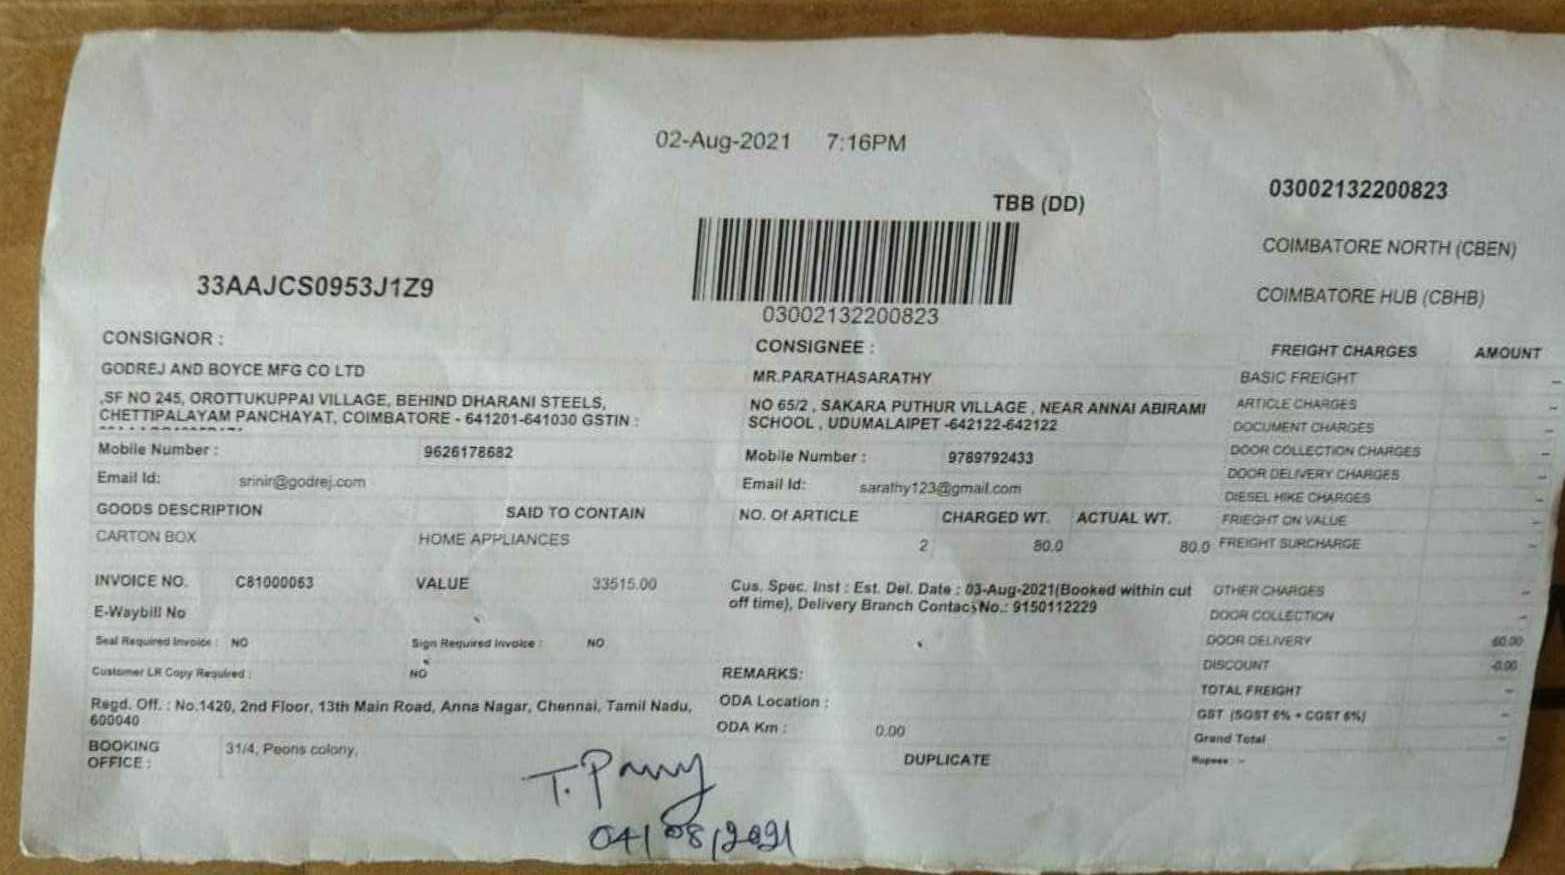 02-Aug-2021 7:16PM
TBB (DD)
03002132200823
COIMBATORE NORTH (CBEN)
COIMBATORE HUB (CBHB)
33AAJCS0953J1Z9
03002132200823
CONSIGNOR :
GODREJ AND BOYCE MFG CO LTD
,SF NO 245, OROTTUKUPPAI VILLAGE, BEHIND DHARANI STEELS,
CHETTIPALAYAM PANCHAYAT, COIMBATORE - 641201-641030 GSTIN :
Mobile Number : 9626178682
Email Id: srinir@godrej.com
GOODS DESCRIPTION SAID TO CONTAIN
CARTON BOX HOME APPLIANCES
INVOICE NO. C81000063 VALUE 33515.00
E-Waybill No
Seal Required Invoice : NO Sign Required Invoice : NO
Customer LR Copy Required : NO
Regd. Off. : No.1420, 2nd Floor, 13th Main Road, Anna Nagar, Chennai, Tamil Nadu,
600040
BOOKING
OFFICE : 31/4, Peons colony,
CONSIGNEE :
MR.PARATHASARATHY
NO 65/2 , SAKARA PUTHUR VILLAGE , NEAR ANNAI ABIRAMI
SCHOOL , UDUMALAIPET -642122-642122
Mobile Number : 9789792433
Email Id: sarathy123@gmail.com
NO. Of ARTICLE CHARGED WT. ACTUAL WT.
2 80.0 80.0
Cus. Spec. Inst : Est. Del. Date : 03-Aug-2021(Booked within cut
off time), Delivery Branch Contact No.: 9150112229
REMARKS:
ODA Location :
ODA Km : 0.00
DUPLICATE
FREIGHT CHARGES AMOUNT
BASIC FREIGHT --
ARTICLE CHARGES --
DOCUMENT CHARGES --
DOOR COLLECTION CHARGES --
DOOR DELIVERY CHARGES --
DIESEL HIKE CHARGES --
FRIEGHT ON VALUE --
FREIGHT SURCHARGE --
OTHER CHARGES --
DOOR COLLECTION --
DOOR DELIVERY 60.00
DISCOUNT -0.00
TOTAL FREIGHT --
GST (SGST 6% + CGST 6%) --
Grand Total --
Rupees : --
04/08/2021